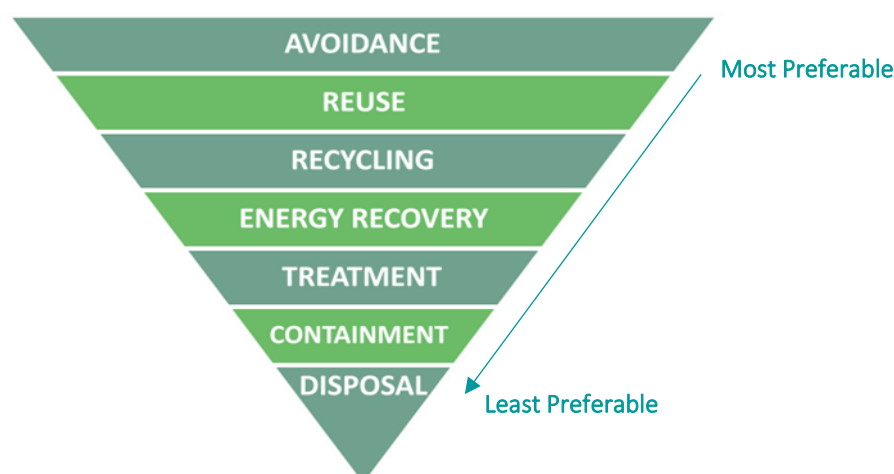 AVOIDANCE
Most Preferable
REUSE
RECYCLING
ENERGY RECOVERY
TREATMENT
CONTAINMENT
DISPOSAL
Least Preferable